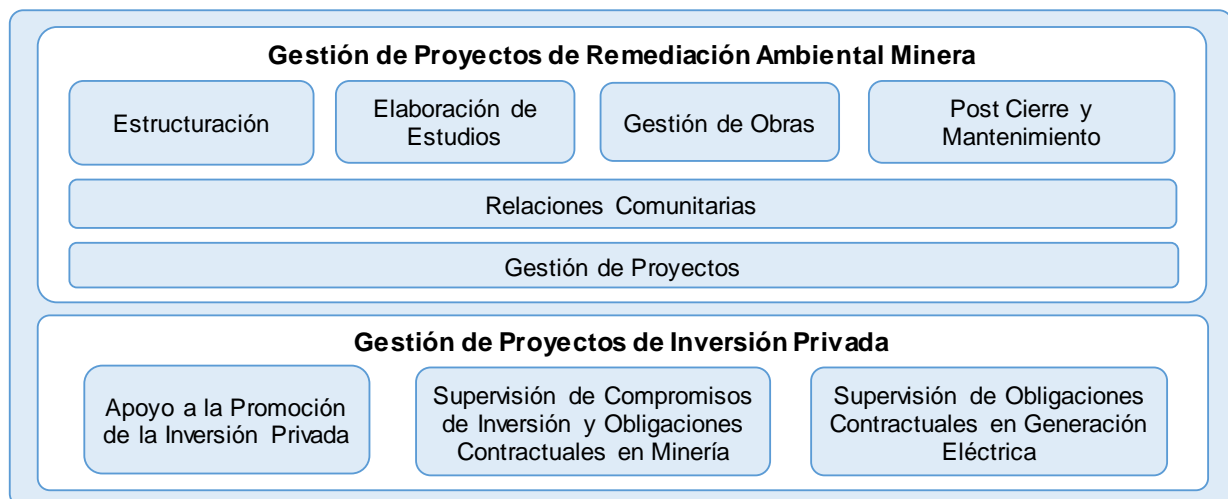 Gestión de Proyectos de Remediación Ambiental Minera
Estructuración
Elaboración de
Estudios
Gestión de Obras
Post Cierre y
Mantenimiento
Relaciones Comunitarias
Gestión de Proyectos
Gestión de Proyectos de Inversión Privada
Apoyo a la Promoción
de la Inversión Privada
Supervisión de Compromisos
de Inversión y Obligaciones
Contractuales en Minería
Supervisión de Obligaciones
Contractuales en Generación
Eléctrica